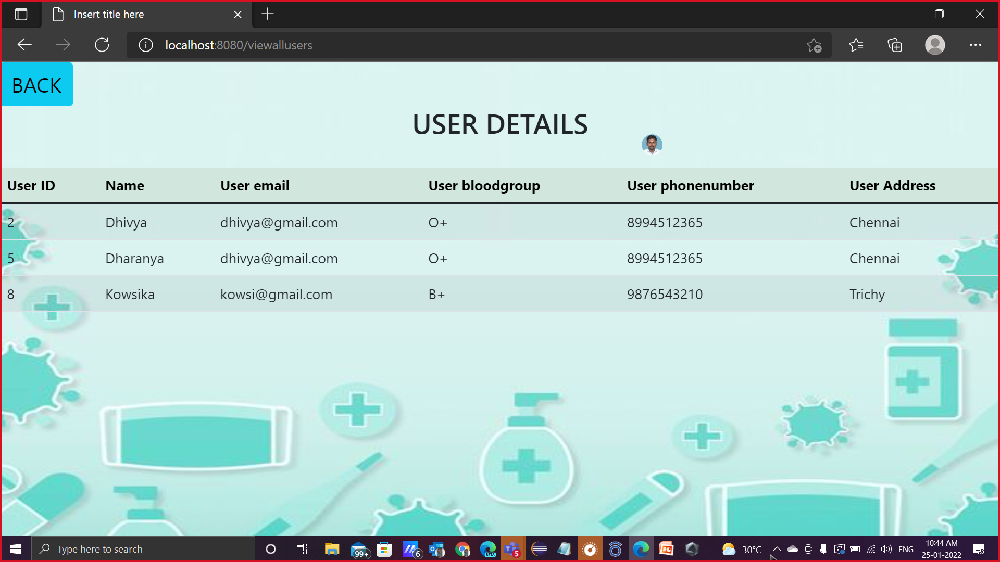 Insert title here
localhost:8080/viewallusers
BACK
USER DETAILS
User ID Name User email User bloodgroup User phonenumber User Address
2 Dhivya dhivya@gmail.com O+ 8994512365 Chennai
5 Dharanya dhivya@gmail.com O+ 8994512365 Chennai
8 Kowsika kowsi@gmail.com B+ 9876543210 Trichy
Type here to search
99+
6
BETA
5
30°C
ENG
10:44 AM
25-01-2022